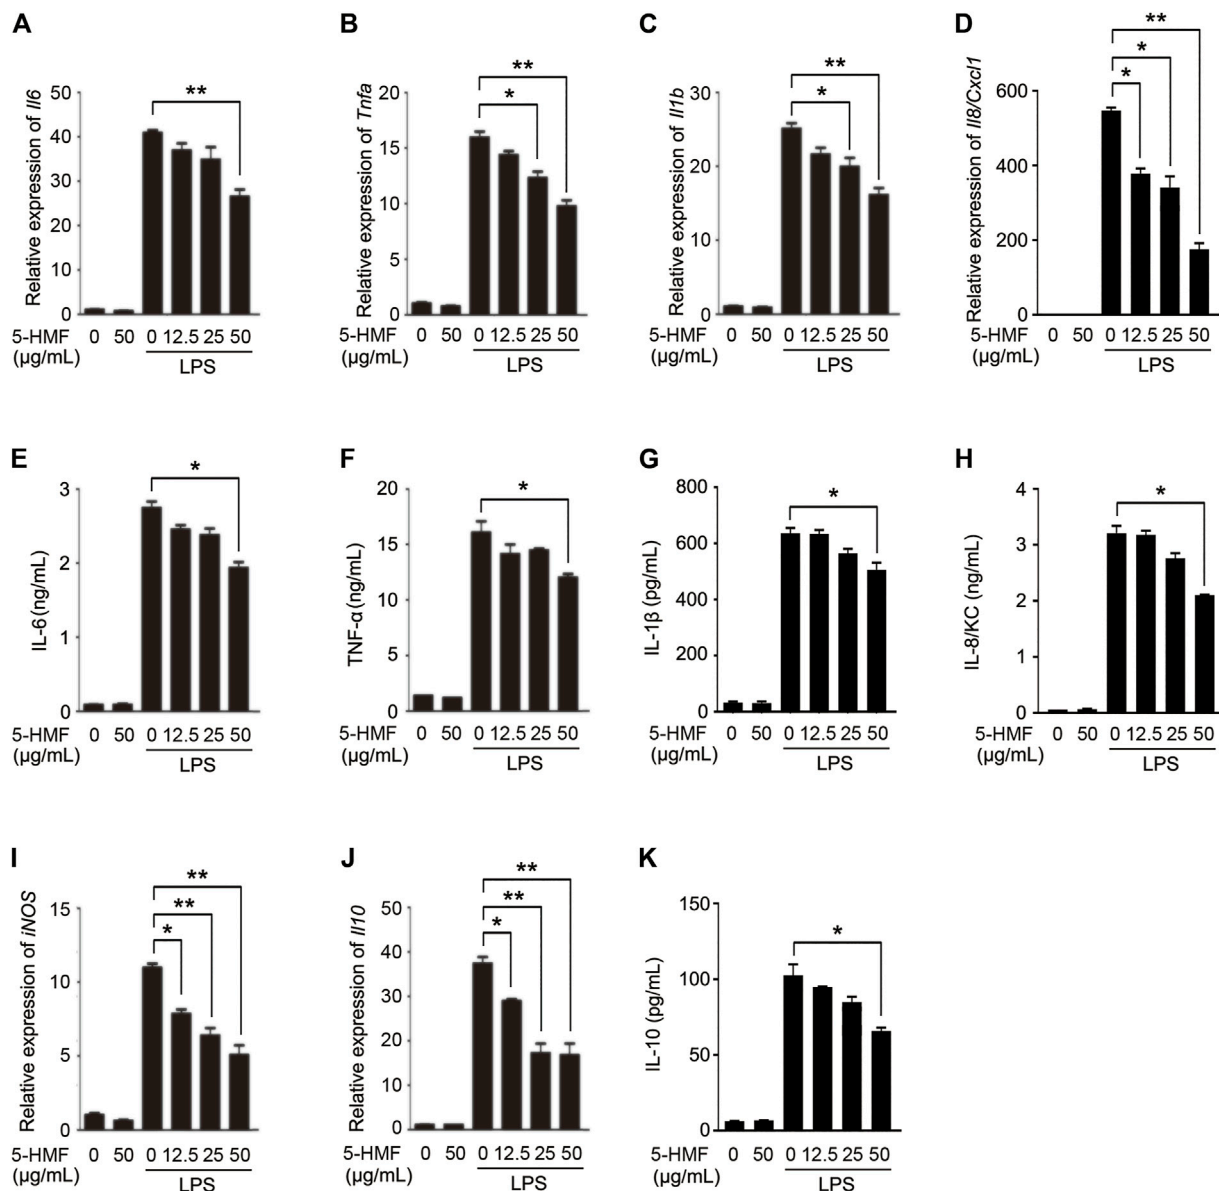 A
Relative expression of Il6
50
40
30
20
10
0
**
5-HMF 0 50 0 12.5 25 50
(µg/mL)
LPS
B
Relative expression of Tnfa
20
15
10
5
0
**
*
0 50 0 12.5 25 50
5-HMF
(µg/mL)
LPS
C
Relative expression of Il1b
30
20
10
0
**
*
5-HMF 0 50 0 12.5 25 50
(µg/mL)
LPS
D
Relative expression of Il8/Cxcl1
600
400
200
0
**
*
*
5-HMF 0 50 0 12.5 25 50
(µg/mL)
LPS
E
IL-6 (ng/mL)
3
2
1
0
*
5-HMF 0 50 0 12.5 25 50
(µg/mL)
LPS
F
TNF-α (ng/mL)
20
15
10
5
0
*
5-HMF 0 50 0 12.5 25 50
(µg/mL)
LPS
G
IL-1β (pg/mL)
800
600
400
200
0
*
5-HMF 0 50 0 12.5 25 50
(µg/mL)
LPS
H
IL-8/KC (ng/mL)
4
3
2
1
0
*
5-HMF 0 50 0 12.5 25 50
(µg/mL)
LPS
I
Relative expression of iNOS
15
10
5
0
**
**
*
5-HMF 0 50 0 12.5 25 50
(µg/mL)
LPS
J
Relative expression of Il10
50
40
30
20
10
0
**
**
*
5-HMF 0 50 0 12.5 25 50
(µg/mL)
LPS
K
IL-10 (pg/mL)
150
100
50
0
*
5-HMF 0 50 0 12.5 25 50
(µg/mL)
LPS